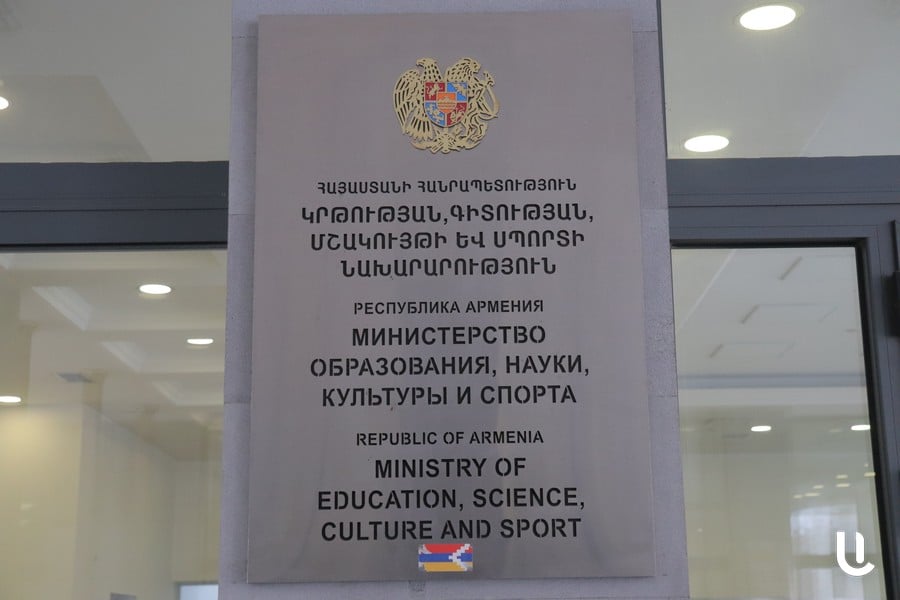 ՀԱՅԱՍՏԱՆԻ ՀԱՆՐԱՊԵՏՈՒԹՅՈՒՆ
ԿՐԹՈՒԹՅԱՆ,ԳԻՏՈՒԹՅԱՆ,
ՄՇԱԿՈՒՅԹԻ ԵՎ ՍՊՈՐՏԻ
ՆԱԽԱՐԱՐՈՒԹՅՈՒՆ
РЕСПУБЛИКА АРМЕНИЯ
МИНИСТЕРСТВО
ОБРАЗОВАНИЯ, НАУКИ,
КУЛЬТУРЫ И СПОРТА
REPUBLIC OF ARMENIA
MINISTRY OF
EDUCATION, SCIENCE,
CULTURE AND SPORT